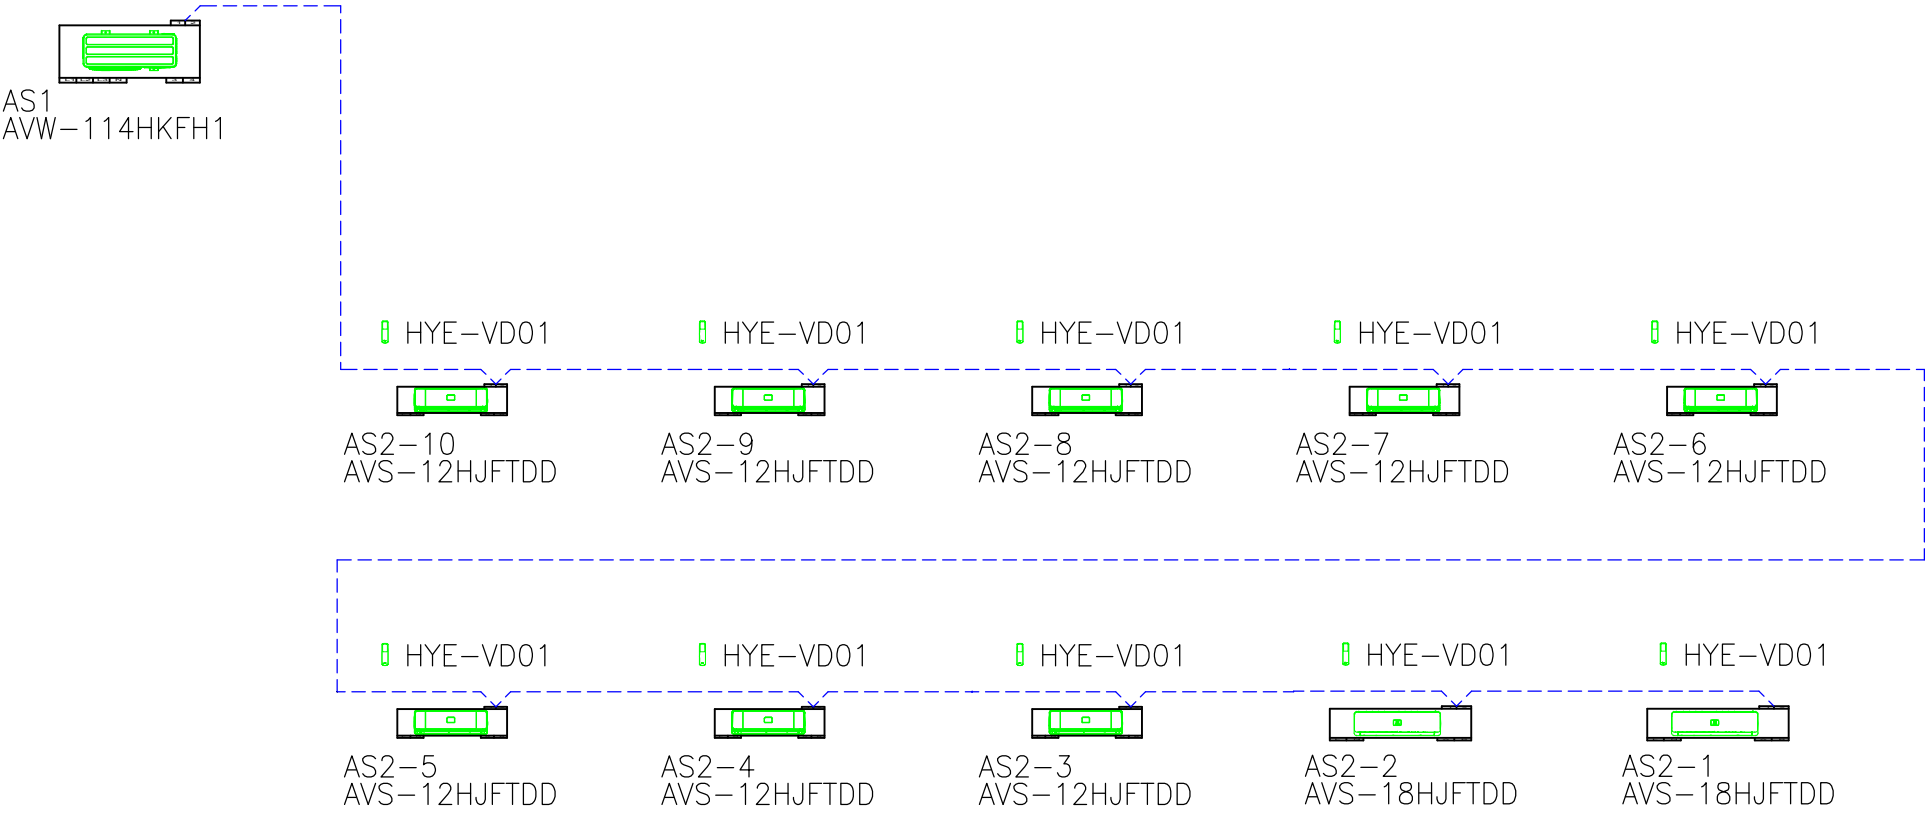 AS1
AVW-114HKFH1
HYE-VD01
HYE-VD01
HYE-VD01
HYE-VD01
HYE-VD01
AS2-10
AVS-12HJFTDD
AS2-9
AVS-12HJFTDD
AS2-8
AVS-12HJFTDD
AS2-7
AVS-12HJFTDD
AS2-6
AVS-12HJFTDD
HYE-VD01
HYE-VD01
HYE-VD01
HYE-VD01
HYE-VD01
AS2-5
AVS-12HJFTDD
AS2-4
AVS-12HJFTDD
AS2-3
AVS-12HJFTDD
AS2-2
AVS-18HJFTDD
AS2-1
AVS-18HJFTDD